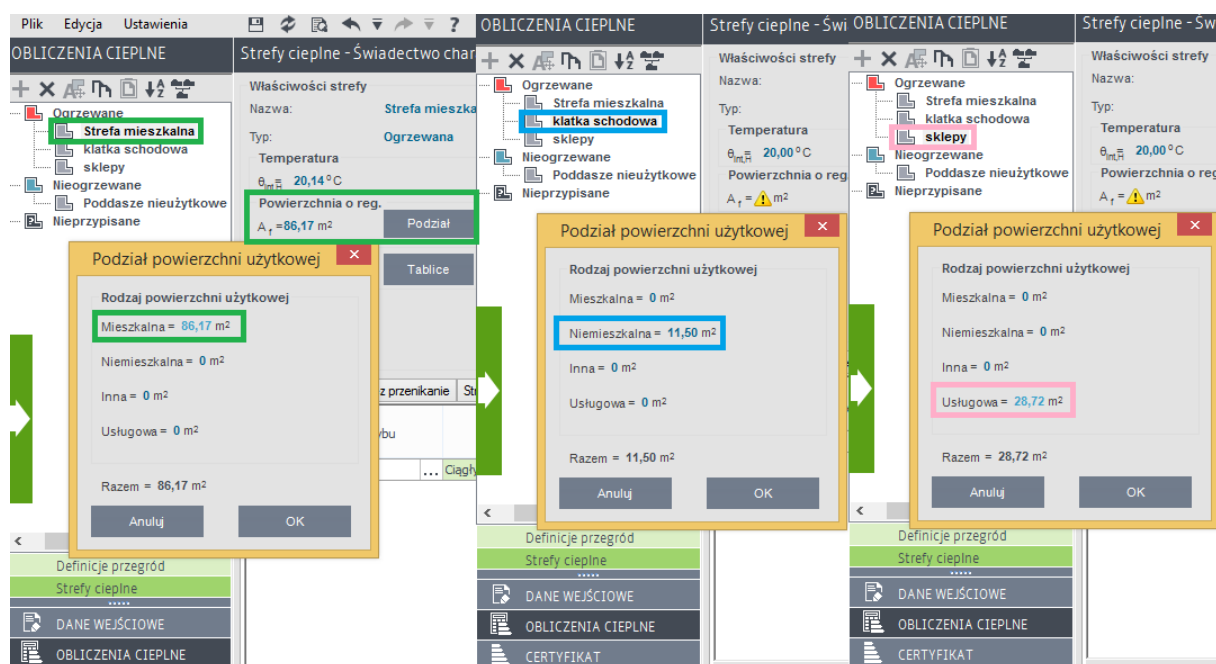 Plik Edycja Ustawienia ?
OBLICZENIA CIEPLNE
Strefy cieplne - Świadectwo char
Ogrzewane
Strefa mieszkalna
klatka schodowa
sklepy
Nieogrzewane
Poddasze nieużytkowe
Nieprzypisane
Właściwości strefy
Nazwa: Strefa mieszka
Typ: Ogrzewana
Temperatura
θint,H = 20,14 °C
Powierzchnia o reg.
Af =86,17 m²
Podział
Tablice
Podział powierzchni użytkowej
Rodzaj powierzchni użytkowej
Mieszkalna = 86,17 m²
Niemieszkalna = 0 m²
Inna = 0 m²
Usługowa = 0 m²
Razem = 86,17 m²
Anuluj OK
z przenikanie St
ybu
... Ciągły
Definicje przegród
Strefy cieplne
DANE WEJŚCIOWE
OBLICZENIA CIEPLNE
OBLICZENIA CIEPLNE
Strefy cieplne - Świ
Ogrzewane
Strefa mieszkalna
klatka schodowa
sklepy
Nieogrzewane
Poddasze nieużytkowe
Nieprzypisane
Właściwości strefy
Nazwa:
Typ:
Temperatura
θint,H = 20,00 °C
Powierzchnia o reg
Af = m²
Podział powierzchni użytkowej
Rodzaj powierzchni użytkowej
Mieszkalna = 0 m²
Niemieszkalna = 11,50 m²
Inna = 0 m²
Usługowa = 0 m²
Razem = 11,50 m²
Anuluj OK
Definicje przegród
Strefy cieplne
DANE WEJŚCIOWE
OBLICZENIA CIEPLNE
CERTYFIKAT
OBLICZENIA CIEPLNE
Strefy cieplne - Św
Ogrzewane
Strefa mieszkalna
klatka schodowa
sklepy
Nieogrzewane
Poddasze nieużytkowe
Nieprzypisane
Właściwości strefy
Nazwa:
Typ:
Temperatura
θint,H = 20,00 °C
Powierzchnia o reg
Af = m²
Podział powierzchni użytkowej
Rodzaj powierzchni użytkowej
Mieszkalna = 0 m²
Niemieszkalna = 0 m²
Inna = 0 m²
Usługowa = 28,72 m²
Razem = 28,72 m²
Anuluj OK
Definicje przegród
Strefy cieplne
DANE WEJŚCIOWE
OBLICZENIA CIEPLNE
CERTYFIKAT